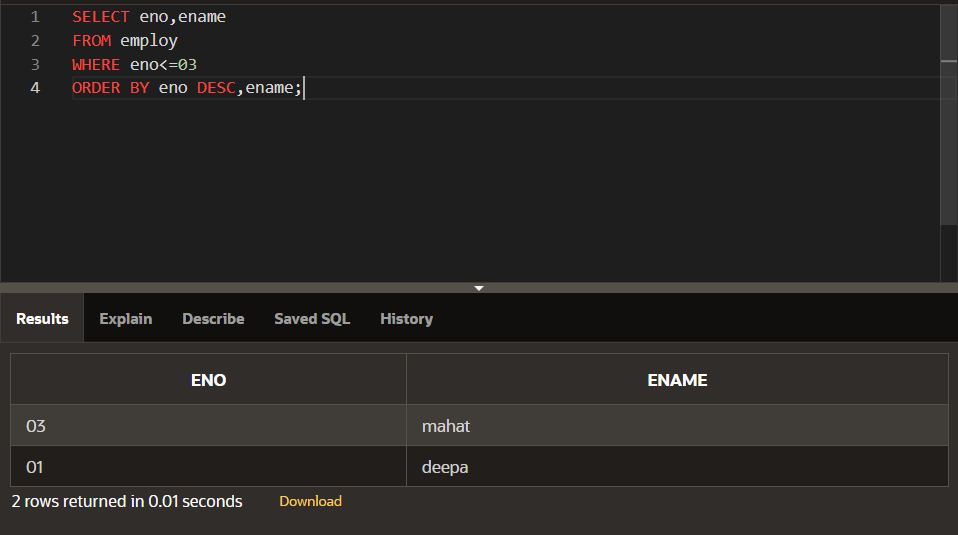 1 SELECT eno,ename
2 FROM employ
3 WHERE eno<=03
4 ORDER BY eno DESC,ename;
Results Explain Describe Saved SQL History
ENO ENAME
03 mahat
01 deepa
2 rows returned in 0.01 seconds Download